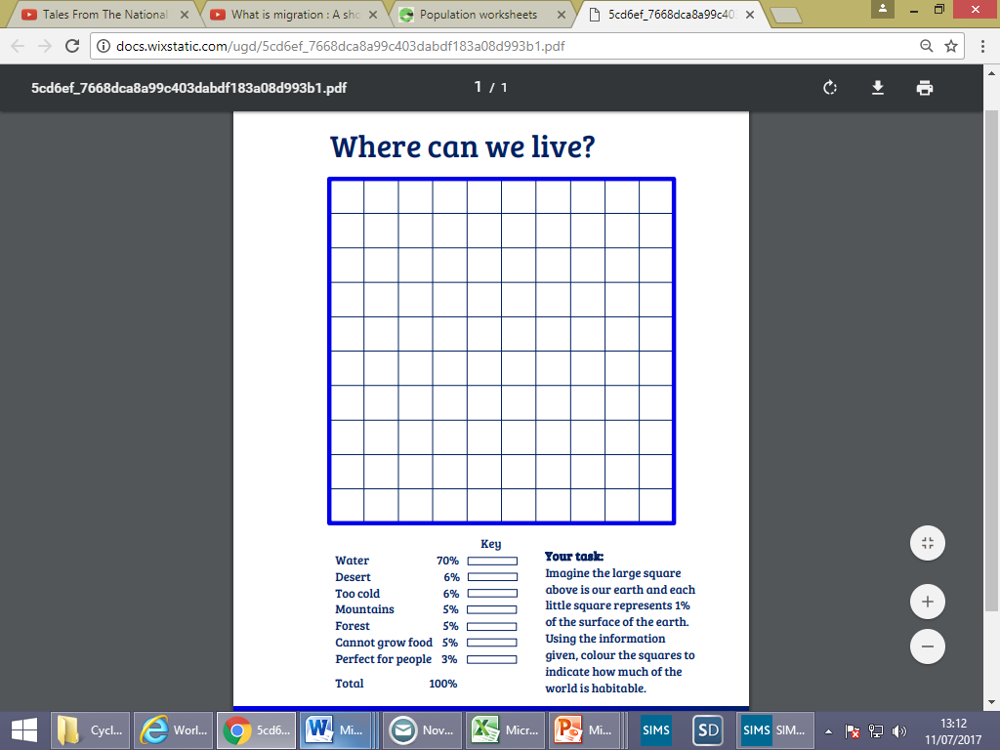 Tales From The National
What is migration : A sho
Population worksheets
5cd6ef_7668dca8a99c40
docs.wixstatic.com/ugd/5cd6ef_7668dca8a99c403dabdf183a08d993b1.pdf
5cd6ef_7668dca8a99c403dabdf183a08d993b1.pdf 1 / 1
Where can we live?
Key
Water 70%
Desert 6%
Too cold 6%
Mountains 5%
Forest 5%
Cannot grow food 5%
Perfect for people 3%
Total 100%
Your task:
Imagine the large square
above is our earth and each
little square represents 1%
of the surface of the earth.
Using the information
given, colour the squares to
indicate how much of the
world is habitable.
Cycl...
Worl...
5cd6...
Mi...
Nov...
Micr...
Mi...
SIMS
SD
SIMS SIM...
13:12
11/07/2017